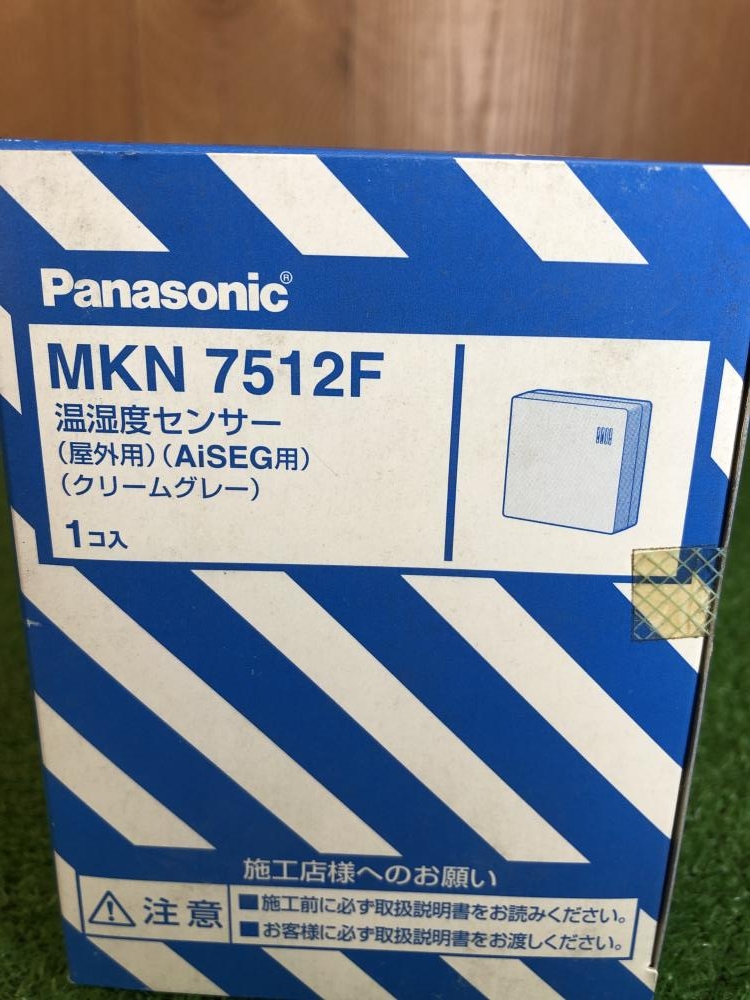 Panasonic®
MKN 7512F
温湿度センサー
(屋外用)(AiSEG用)
(クリームグレー)
1コ入
施工店様へのお願い
注意
■施工前に必ず取扱説明書をお読みください。
■お客様に必ず取扱説明書をお渡しください。